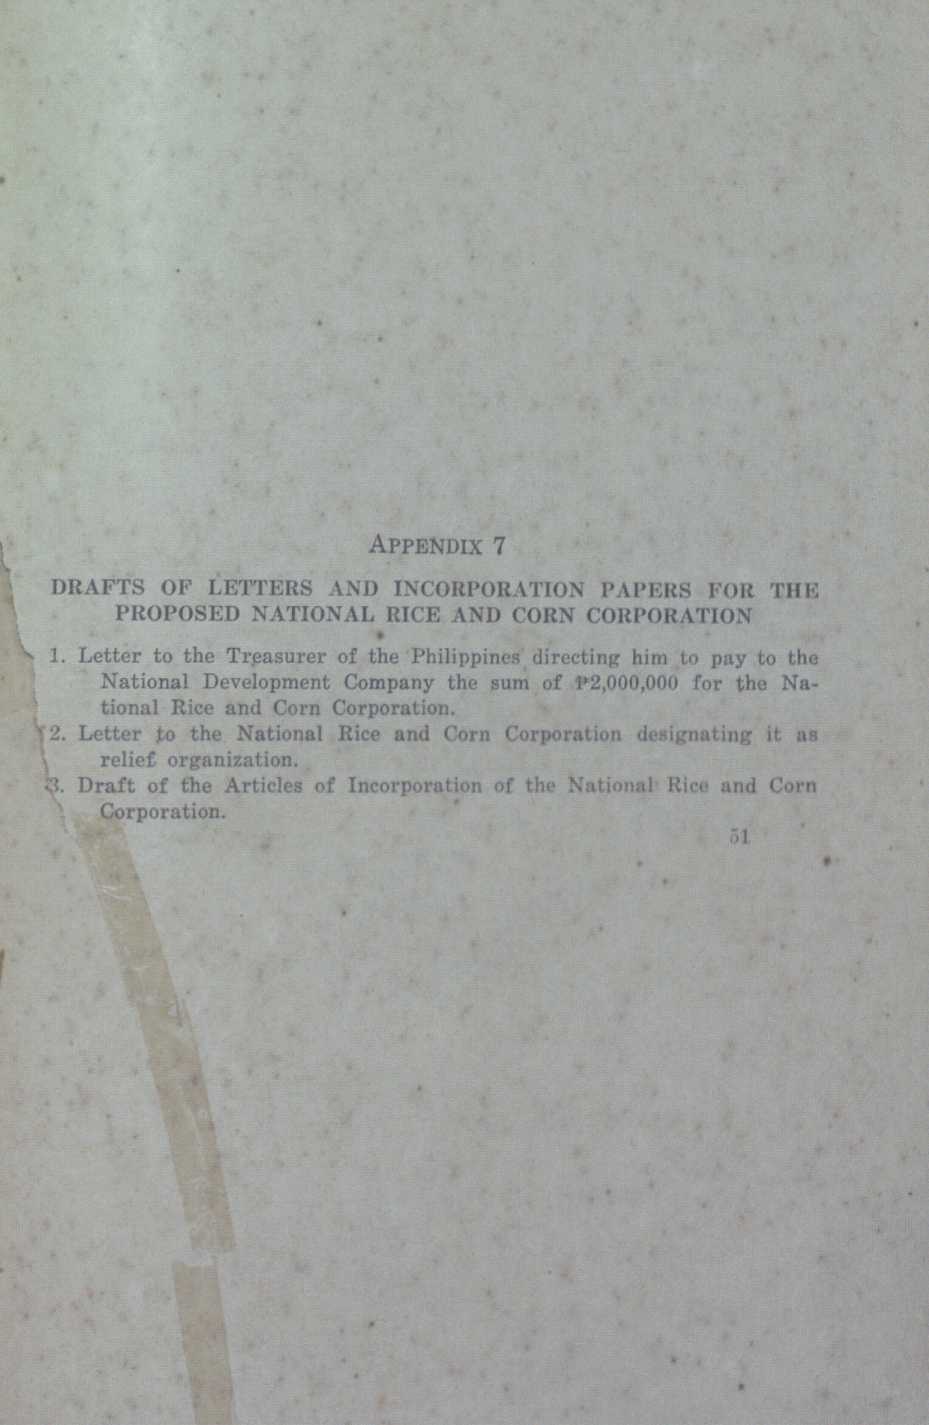 APPENDIX 7
DRAFTS OF LETTERS AND INCORPORATION PAPERS FOR THE
PROPOSED NATIONAL RICE AND CORN CORPORATION
1. Letter to the Treasurer of the Philippines directing him to pay to the
National Development Company the sum of ₱2,000,000 for the Na-
tional Rice and Corn Corporation.
2. Letter to the National Rice and Corn Corporation designating it as
relief organization.
3. Draft of the Articles of Incorporation of the National Rice and Corn
Corporation.
51